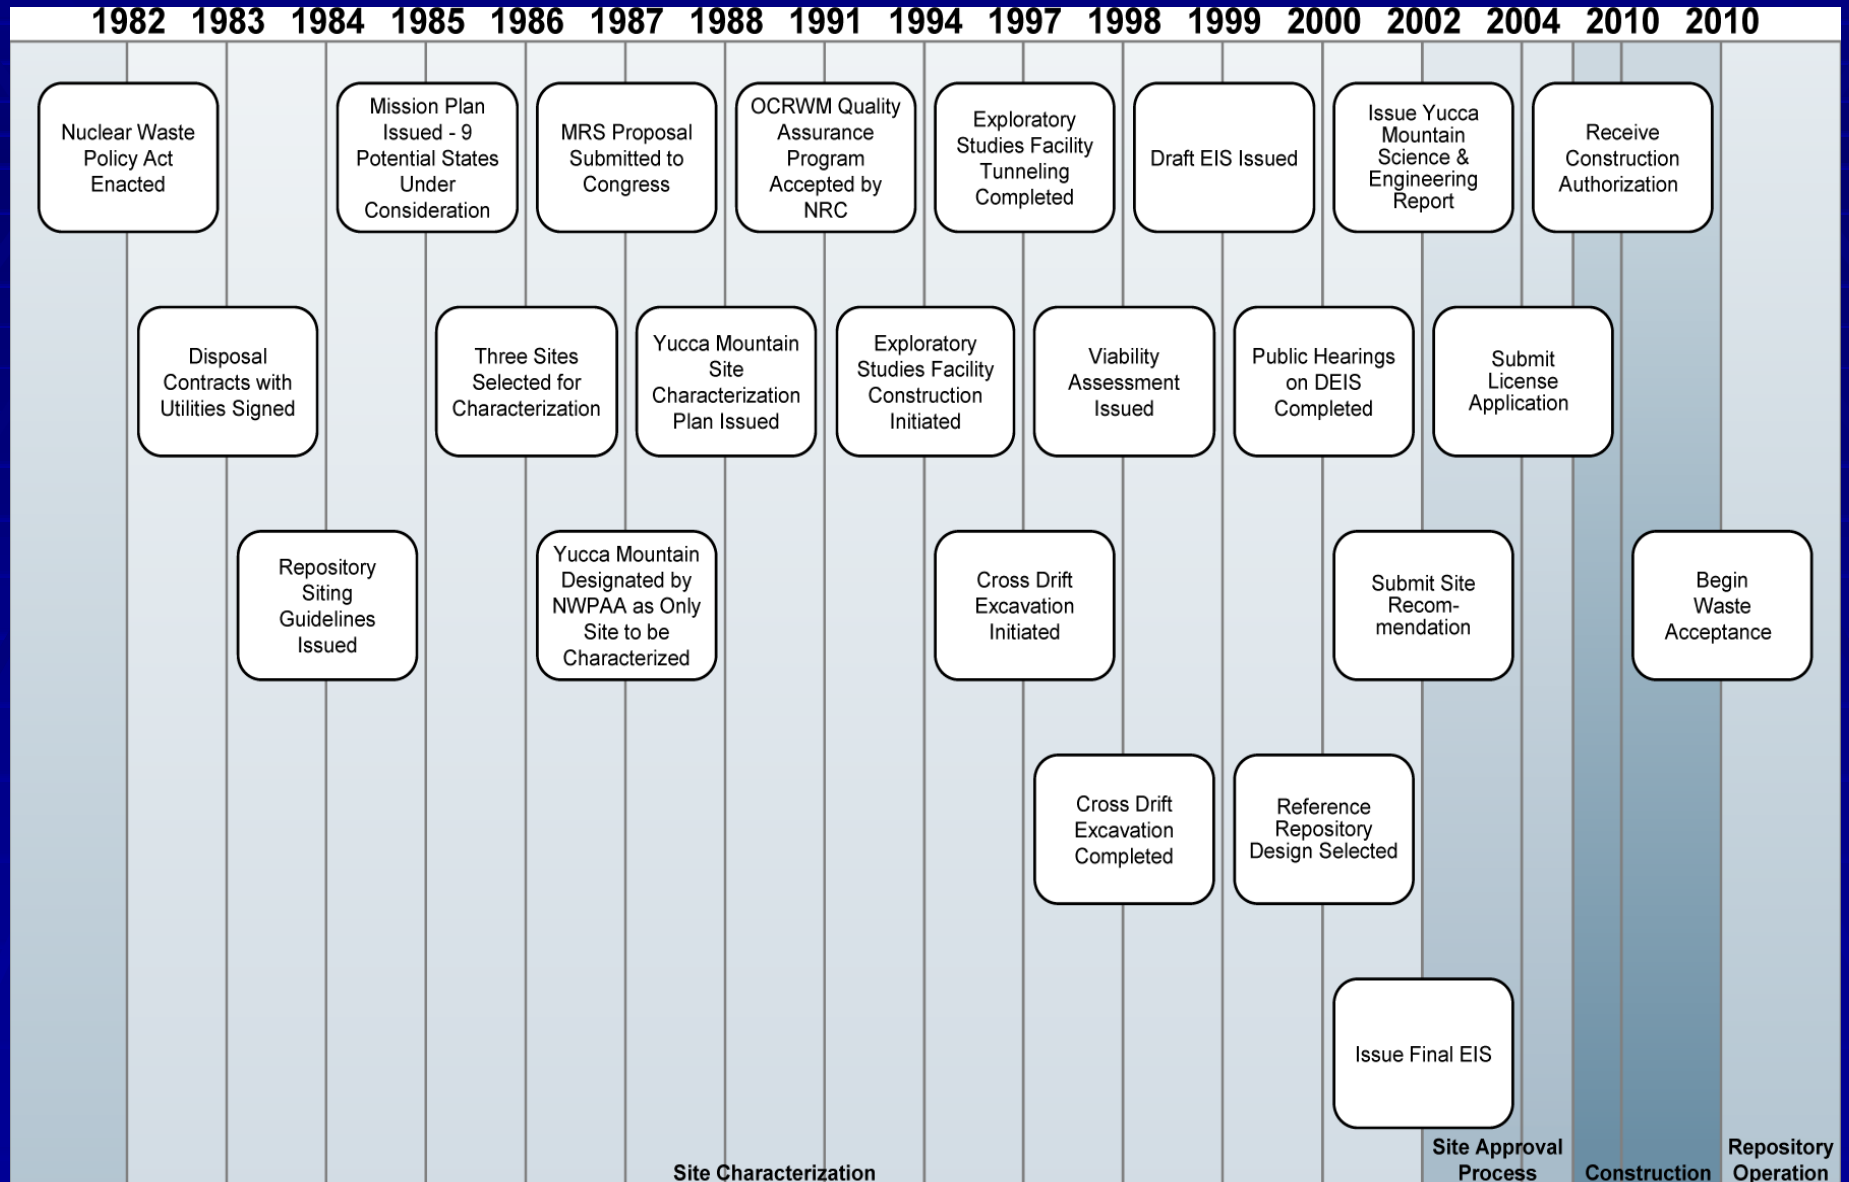 1982 1983 1984 1985 1986 1987 1988 1991 1994 1997 1998 1999 2000 2002 2004 2010 2010
Nuclear Waste
Policy Act
Enacted
Mission Plan
Issued - 9
Potential States
Under
Consideration
MRS Proposal
Submitted to
Congress
OCRWM Quality
Assurance
Program
Accepted by
NRC
Exploratory
Studies Facility
Tunneling
Completed
Draft EIS Issued
Issue Yucca
Mountain
Science &
Engineering
Report
Receive
Construction
Authorization
Disposal
Contracts with
Utilities Signed
Three Sites
Selected for
Characterization
Yucca Mountain
Site
Characterization
Plan Issued
Exploratory
Studies Facility
Construction
Initiated
Viability
Assessment
Issued
Public Hearings
on DEIS
Completed
Submit
License
Application
Repository
Siting
Guidelines
Issued
Yucca Mountain
Designated by
NWPAA as Only
Site to be
Characterized
Cross Drift
Excavation
Initiated
Submit Site
Recom-
mendation
Begin
Waste
Acceptance
Cross Drift
Excavation
Completed
Reference
Repository
Design Selected
Issue Final EIS
Site Characterization
Site Approval
Process
Construction
Repository
Operation